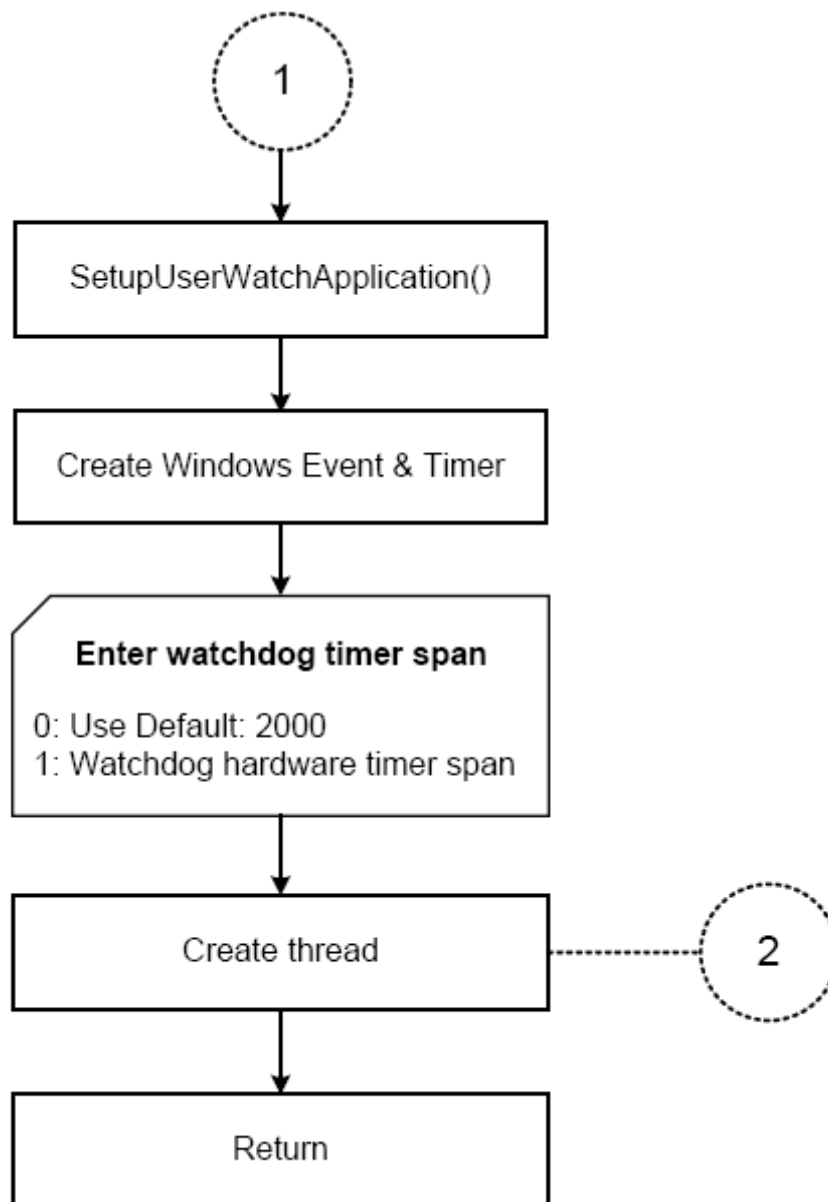 1
SetupUserWatchApplication()
Create Windows Event & Timer
Enter watchdog timer span
0: Use Default: 2000
1: Watchdog hardware timer span
Create thread
2
Return